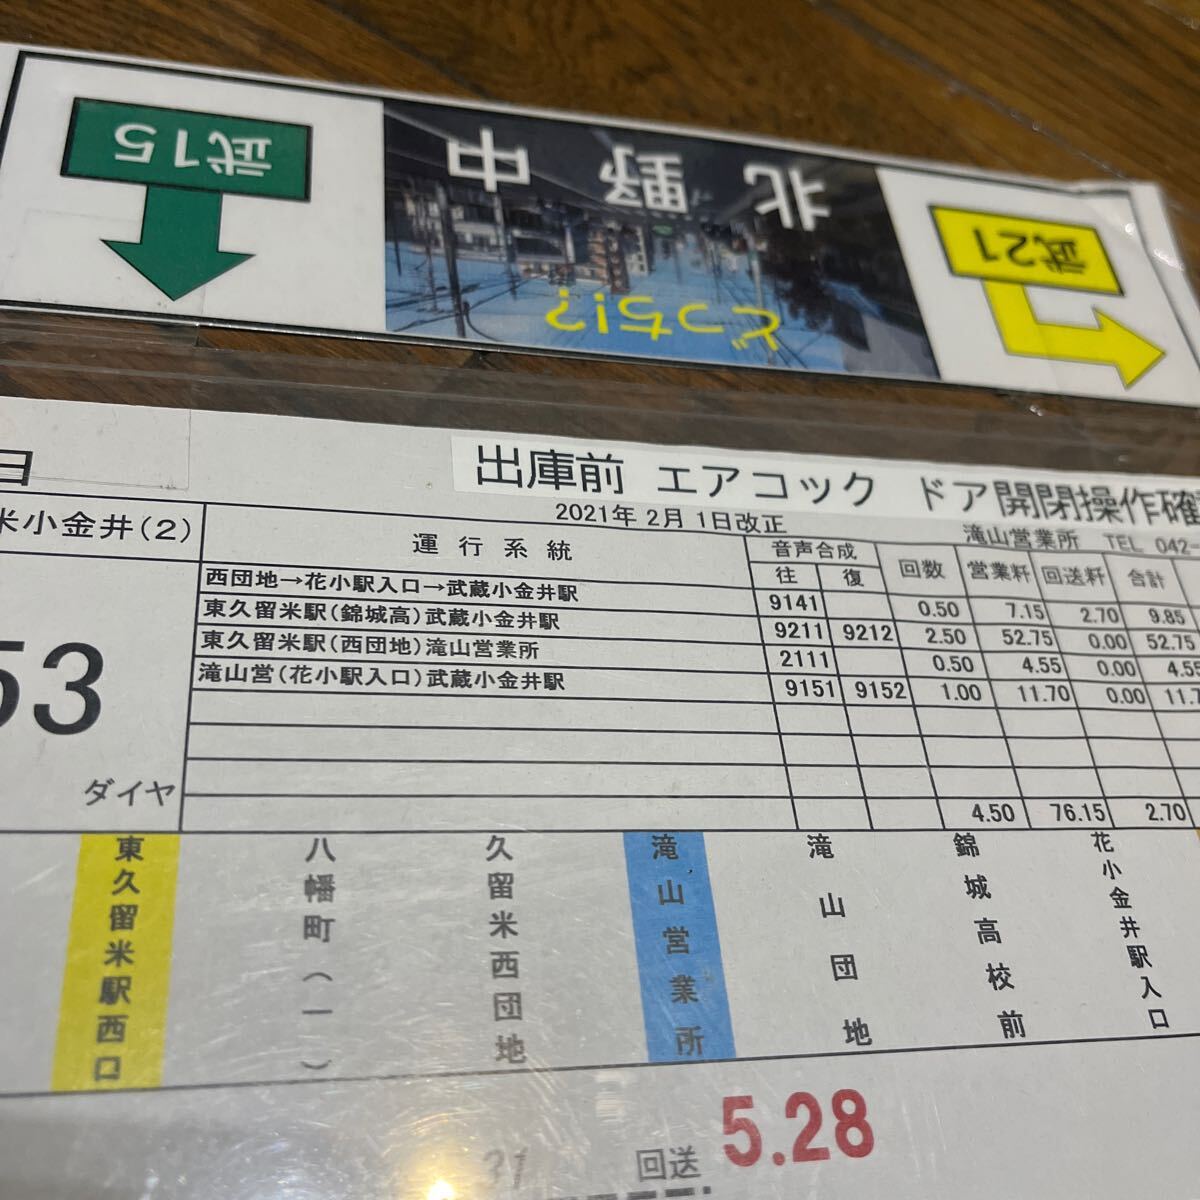 武15
北野中
どっち!?
武21
日
出庫前 エアコック ドア開閉操作確
2021年 2月 1日改正
滝山営業所 TEL 042-
米小金井(2)
運行系統
音声合成
往 復
回数 営業粁 回送粁 合計
西団地→花小駅入口→武蔵小金井駅 9141 0.50 7.15 2.70 9.85
東久留米駅(錦城高)武蔵小金井駅 9211 9212 2.50 52.75 0.00 52.75
東久留米駅(西団地)滝山営業所 2111 0.50 4.55 0.00 4.55
滝山営(花小駅入口)武蔵小金井駅 9151 9152 1.00 11.70 0.00 11.7
53
ダイヤ
4.50 76.15 2.70
東久留米駅西口
八幡町(一)
久留米西団地
滝山営業所
滝山団地
錦城高校前
花小金井駅入口
31
回送
5.28